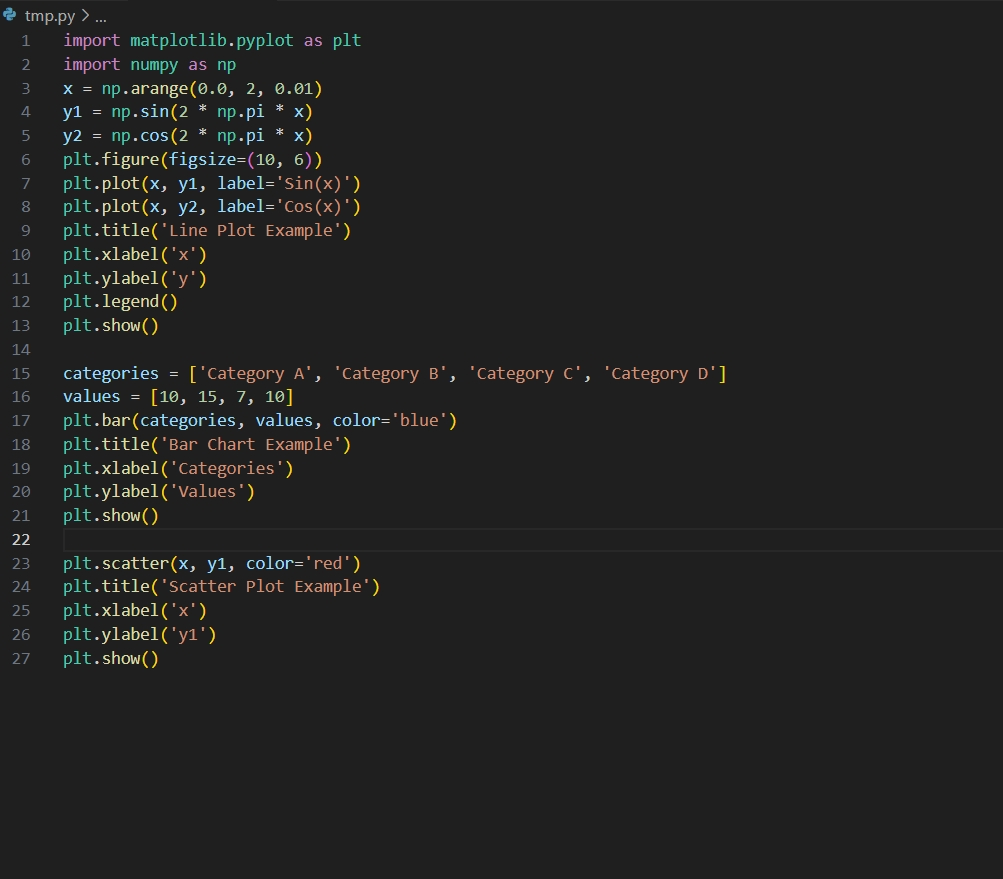 tmp.py > ...
1 import matplotlib.pyplot as plt
2 import numpy as np
3 x = np.arange(0.0, 2, 0.01)
4 y1 = np.sin(2 * np.pi * x)
5 y2 = np.cos(2 * np.pi * x)
6 plt.figure(figsize=(10, 6))
7 plt.plot(x, y1, label='Sin(x)')
8 plt.plot(x, y2, label='Cos(x)')
9 plt.title('Line Plot Example')
10 plt.xlabel('x')
11 plt.ylabel('y')
12 plt.legend()
13 plt.show()
14
15 categories = ['Category A', 'Category B', 'Category C', 'Category D']
16 values = [10, 15, 7, 10]
17 plt.bar(categories, values, color='blue')
18 plt.title('Bar Chart Example')
19 plt.xlabel('Categories')
20 plt.ylabel('Values')
21 plt.show()
22
23 plt.scatter(x, y1, color='red')
24 plt.title('Scatter Plot Example')
25 plt.xlabel('x')
26 plt.ylabel('y1')
27 plt.show()